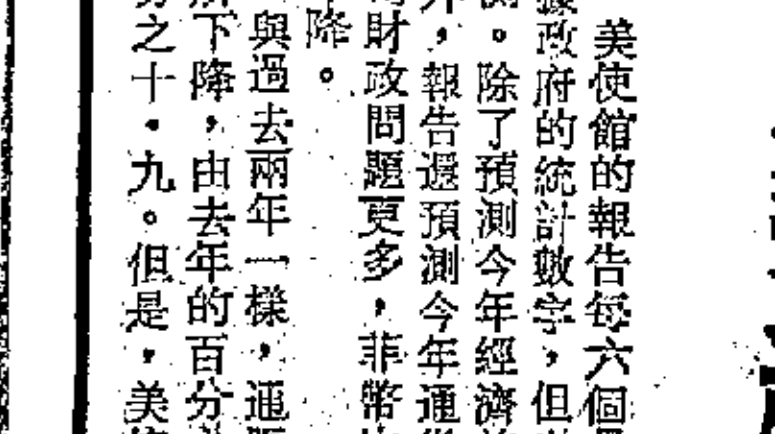 美使館的報告每六個
據政府的統計數字，但
測。除了預測今年經濟
外，報告還預測今年通
財政問題更多，菲幣
降。
與過去兩年一樣，通
所下降，由去年的百分
之十·九。但是，美